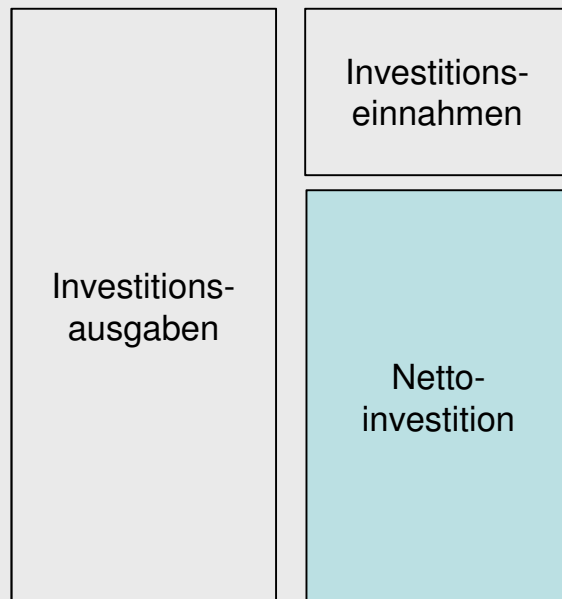 Investitions-
ausgaben
Investitions-
einnahmen
Netto-
investition